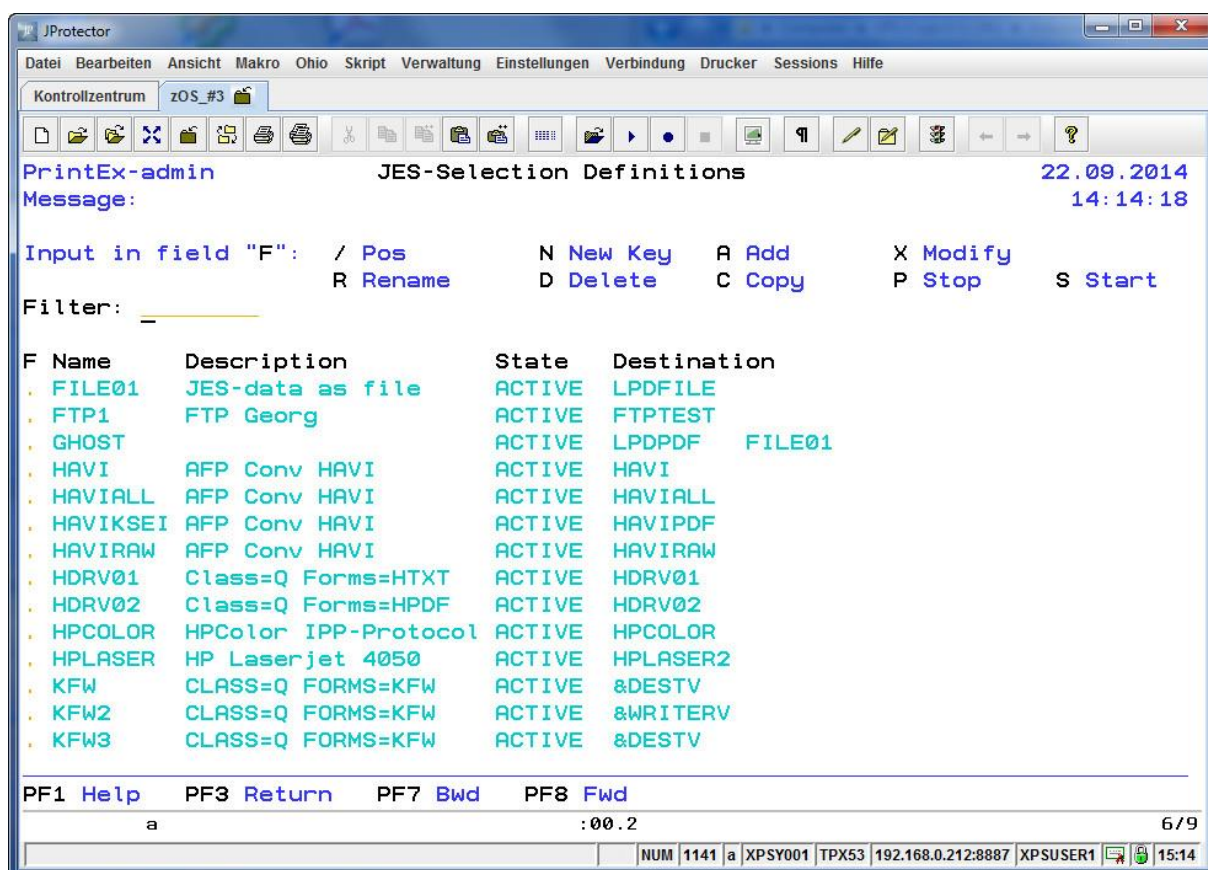 JProtector
Datei Bearbeiten Ansicht Makro Ohio Skript Verwaltung Einstellungen Verbindung Drucker Sessions Hilfe
Kontrollzentrum zOS_#3
PrintEx-admin JES-Selection Definitions 22.09.2014
Message: 14:14:18
Input in field "F": / Pos N New Key A Add X Modify
R Rename D Delete C Copy P Stop S Start
Filter:
F Name Description State Destination
. FILE01 JES-data as file ACTIVE LPDFILE
. FTP1 FTP Georg ACTIVE FTPTEST
. GHOST ACTIVE LPDPDF FILE01
. HAVI AFP Conv HAVI ACTIVE HAVI
. HAVIALL AFP Conv HAVI ACTIVE HAVIALL
. HAVIKSEI AFP Conv HAVI ACTIVE HAVIPDF
. HAVIRAW AFP Conv HAVI ACTIVE HAVIRAW
. HDRV01 Class=Q Forms=HTXT ACTIVE HDRV01
. HDRV02 Class=Q Forms=HPDF ACTIVE HDRV02
. HPCOLOR HPColor IPP-Protocol ACTIVE HPCOLOR
. HPLASER HP Laserjet 4050 ACTIVE HPLASER2
. KFW CLASS=Q FORMS=KFW ACTIVE &DESTV
. KFW2 CLASS=Q FORMS=KFW ACTIVE &WRITERV
. KFW3 CLASS=Q FORMS=KFW ACTIVE &DESTV
PF1 Help PF3 Return PF7 Bwd PF8 Fwd
a :00.2 6/9
NUM 1141 a XPSY001 TPX53 192.168.0.212:8887 XPSUSER1 15:14